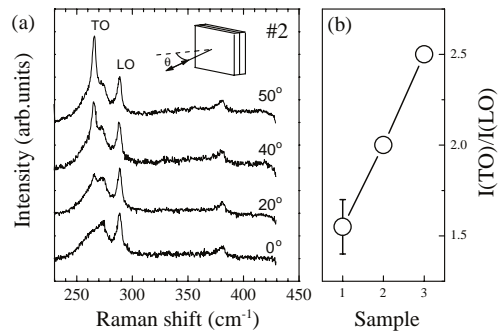 (a)
TO
LO
θ
#2
50°
40°
20°
0°
Intensity (arb.units)
230 300 350 400 450
Raman shift (cm⁻¹)
(b)
2.5
2.0
1.5
I(TO)/I(LO)
1 2 3
Sample